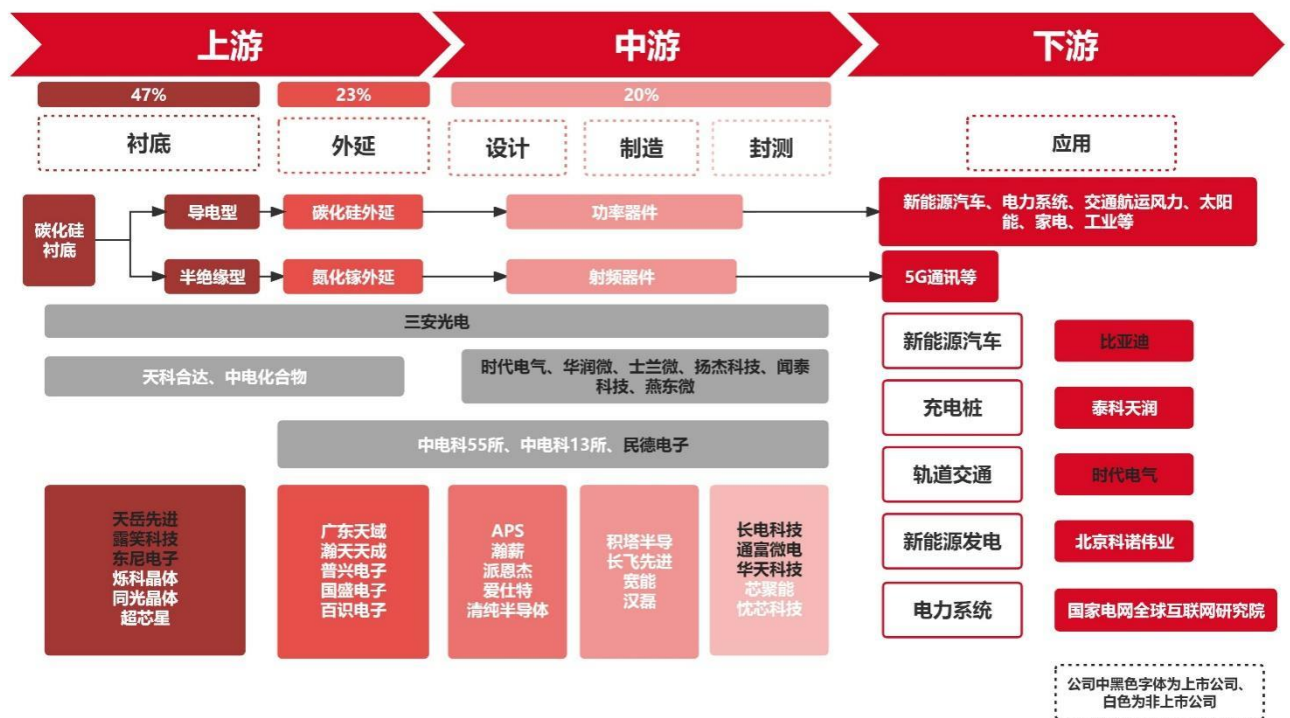 上游
中游
下游
47%
23%
20%
衬底
外延
设计
制造
封测
应用
碳化硅
衬底
导电型
碳化硅外延
功率器件
新能源汽车、电力系统、交通航运风力、太阳
能、家电、工业等
半绝缘型
氮化镓外延
射频器件
5G通讯等
三安光电
天科合达、中电化合物
时代电气、华润微、士兰微、扬杰科技、闻泰
科技、燕东微
中电科55所、中电科13所、民德电子
天岳先进
露笑科技
东尼电子
烁科晶体
同光晶体
超芯星
广东天域
瀚天天成
普兴电子
国盛电子
百识电子
APS
瀚薪
派恩杰
爱仕特
清纯半导体
积塔半导
长飞先进
宽能
汉磊
长电科技
通富微电
华天科技
芯聚能
忱芯科技
新能源汽车
比亚迪
充电桩
泰科天润
轨道交通
时代电气
新能源发电
北京科诺伟业
电力系统
国家电网全球互联网研究院
公司中黑色字体为上市公司、
白色为非上市公司